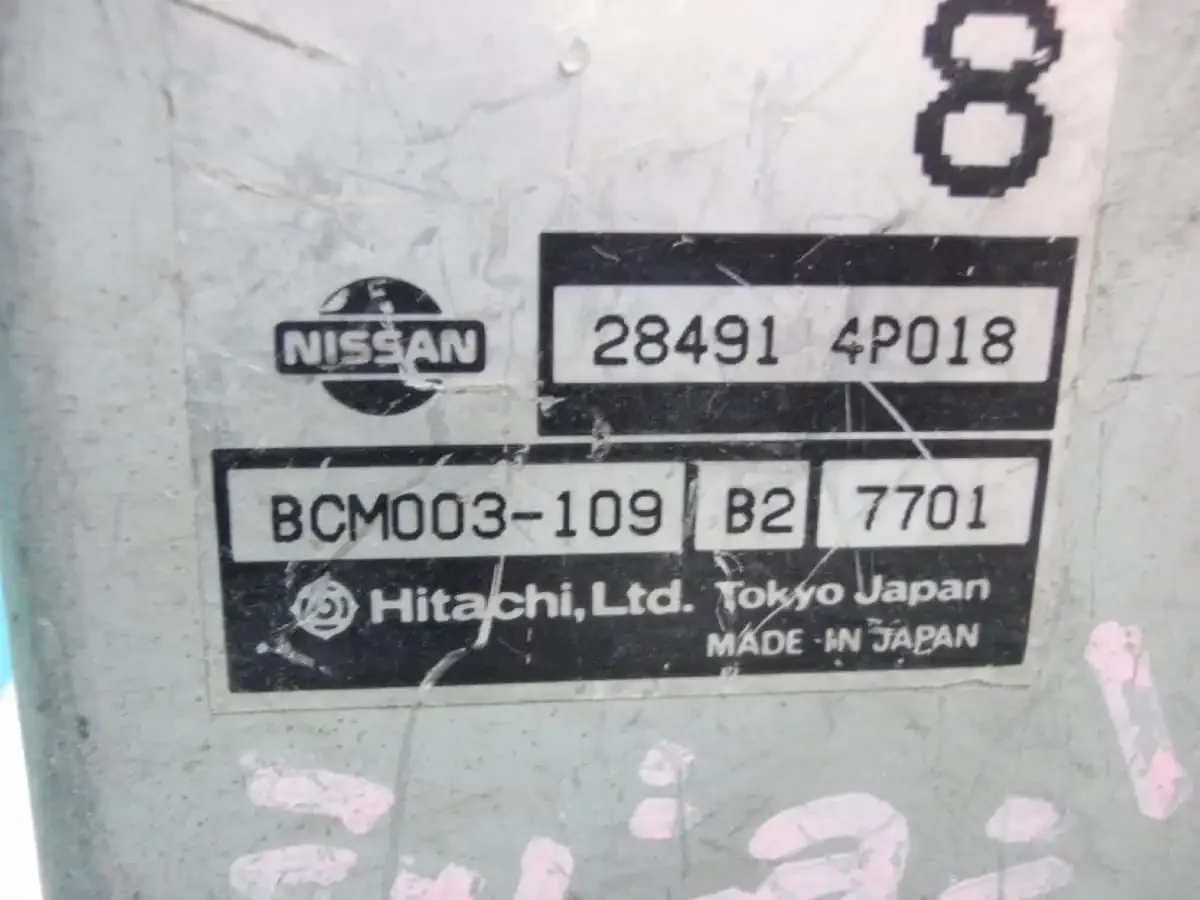 8
NISSAN
28491 4P018
BCM003-109 B2 7701
Hitachi, Ltd. Tokyo Japan
MADE IN JAPAN